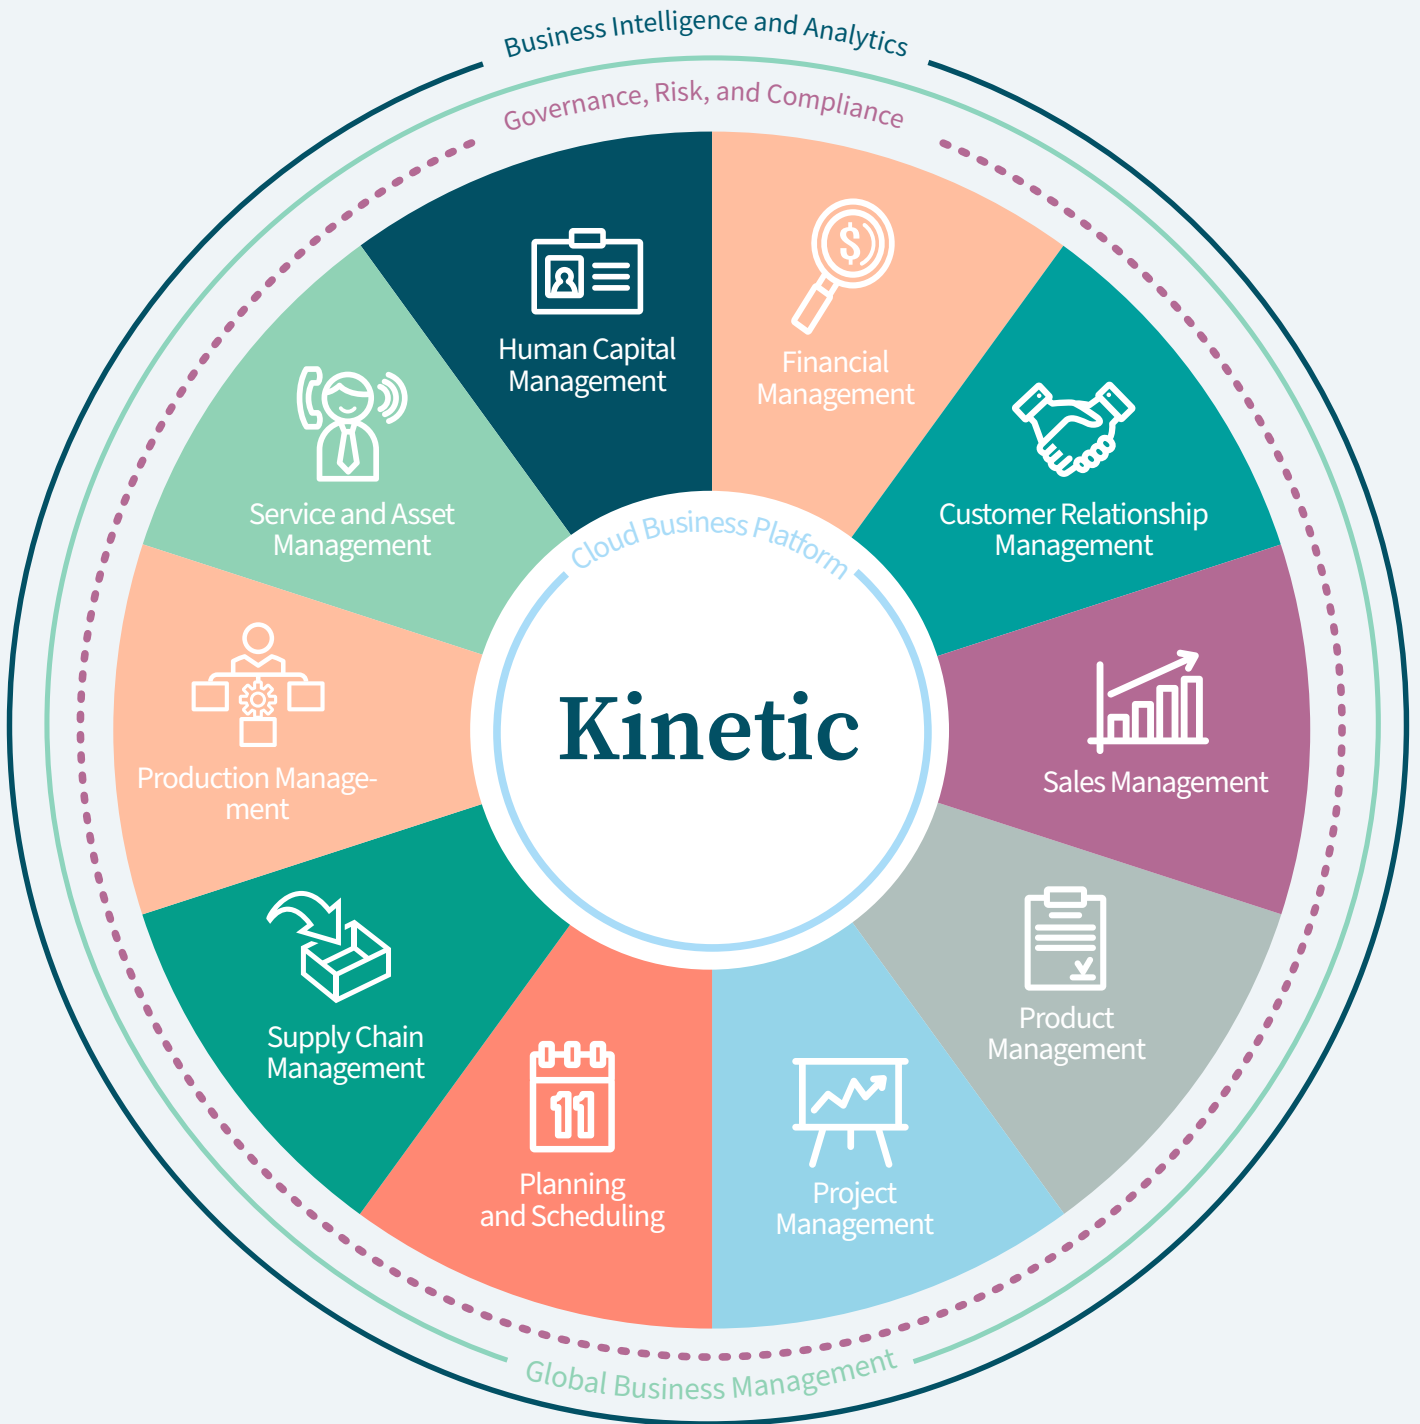 Business Intelligence and Analytics
Governance, Risk, and Compliance
Human Capital
Management
Financial
Management
Customer Relationship
Management
Service and Asset
Management
Cloud Business Platform
Kinetic
Production Manage-
ment
Sales Management
Product
Management
Supply Chain
Management
11
Planning
and Scheduling
Project
Management
Global Business Management
$